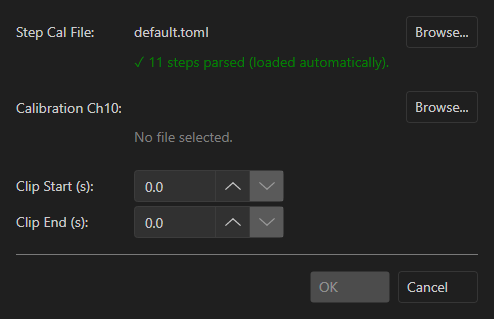 Step Cal File: default.toml Browse...
✓ 11 steps parsed (loaded automatically).
Calibration Ch10: Browse...
No file selected.
Clip Start (s): 0.0
Clip End (s): 0.0
OK Cancel